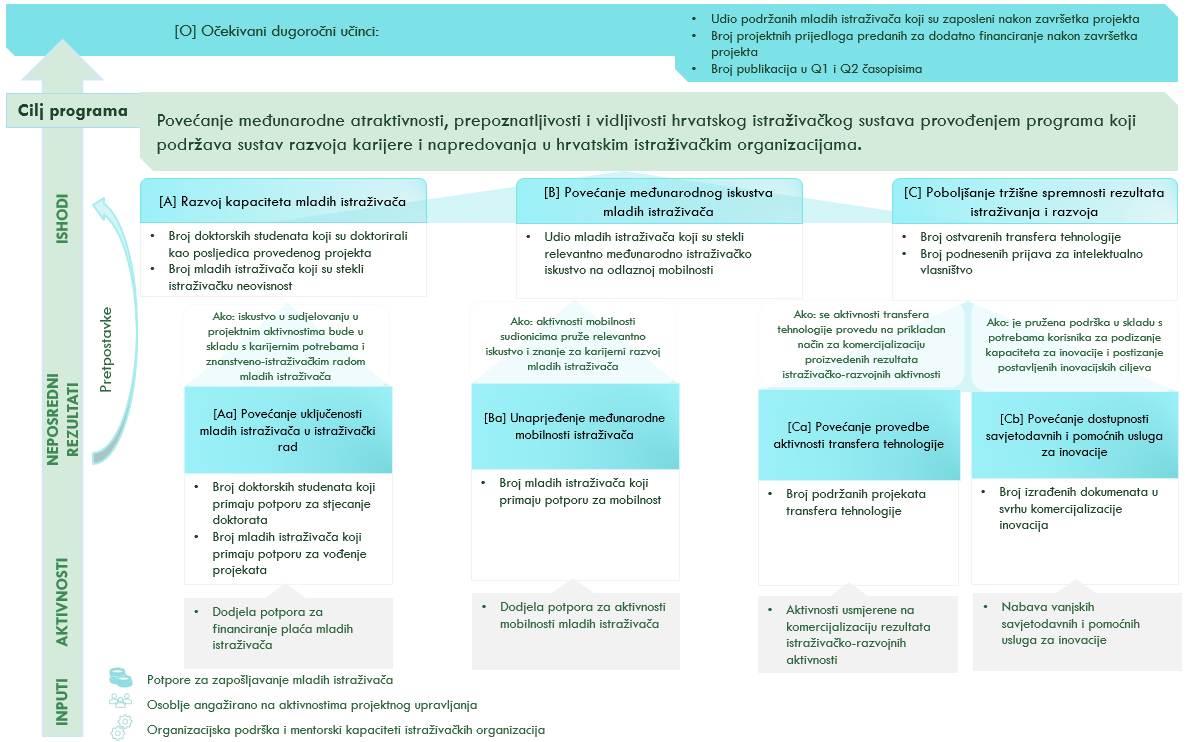 [O] Očekivani dugoročni učinci:
• Udio podržanih mladih istraživača koji su zaposleni nakon završetka projekta
• Broj projektnih prijedloga predanih za dodatno financiranje nakon završetka
projekta
• Broj publikacija u Q1 i Q2 časopisima
Cilj programa
Povećanje međunarodne atraktivnosti, prepoznatljivosti i vidljivosti hrvatskog istraživačkog sustava provođenjem programa koji
podržava sustav razvoja karijere i napredovanja u hrvatskim istraživačkim organizacijama.
ISHODI
[A] Razvoj kapaciteta mladih istraživača
• Broj doktorskih studenata koji su doktorirali
kao posljedica provedenog projekta
• Broj mladih istraživača koji su stekli
istraživačku neovisnost
[B] Povećanje međunarodnog iskustva
mladih istraživača
• Udio mladih istraživača koji su stekli
relevantno međunarodno istraživačko
iskustvo na odlaznoj mobilnosti
[C] Poboljšanje tržišne spremnosti rezultata
istraživanja i razvoja
• Broj ostvarenih transfera tehnologije
• Broj podnesenih prijava za intelektualno
vlasništvo
Pretpostavke
Ako: iskustvo u sudjelovanju u
projektnim aktivnostima bude u
skladu s karijernim potrebama i
znanstveno-istraživačkim radom
mladih istraživača
Ako: aktivnosti mobilnosti
sudionicima pruže relevantno
iskustvo i znanje za karijerni razvoj
mladih istraživača
Ako: se aktivnosti transfera
tehnologije provedu na prikladan
način za komercijalizaciju
proizvedenih rezultata
istraživačko-razvojnih aktivnosti
Ako: je pružena podrška u skladu s
potrebama korisnika za podizanje
kapaciteta za inovacije i postizanje
postavljenih inovacijskih ciljeva
NEPOSREDNI
REZULTATI
[Aa] Povećanje uključenosti
mladih istraživača u istraživački
rad
• Broj doktorskih studenata koji
primaju potporu za stjecanje
doktorata
• Broj mladih istraživača koji
primaju potporu za vođenje
projekata
[Ba] Unaprjeđenje međunarodne
mobilnosti istraživača
• Broj mladih istraživača koji
primaju potporu za mobilnost
[Ca] Povećanje provedbe
aktivnosti transfera tehnologije
• Broj podržanih projekata
transfera tehnologije
[Cb] Povećanje dostupnosti
savjetodavnih i pomoćnih usluga
za inovacije
• Broj izrađenih dokumenata u
svrhu komercijalizacije
inovacija
AKTIVNOSTI
• Dodjela potpora za
financiranje plaća mladih
istraživača
• Dodjela potpora za aktivnosti
mobilnosti mladih istraživača
• Aktivnosti usmjerene na
komercijalizaciju rezultata
istraživačko-razvojnih
aktivnosti
• Nabava vanjskih
savjetodavnih i pomoćnih
usluga za inovacije
INPUTI
Potpore za zapošljavanje mladih istraživača
Osoblje angažirano na aktivnostima projektnog upravljanja
Organizacijska podrška i mentorski kapaciteti istraživačkih organizacija